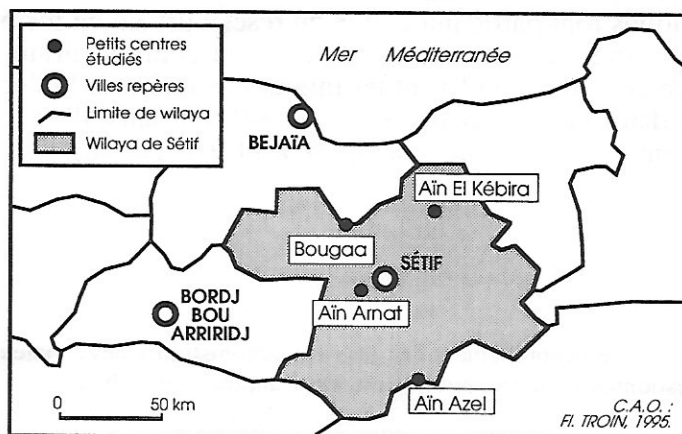 Petits centres
étudiés
Villes repères
Limite de wilaya
Wilaya de Sétif
Mer Méditerranée
BEJAÏA
Aïn El Kébira
Bougaa
SÉTIF
Aïn Arnat
BORDJ
BOU
ARRIRIDJ
Aïn Azel
0 50 km
C.A.O. :
Fl. TROIN, 1995.